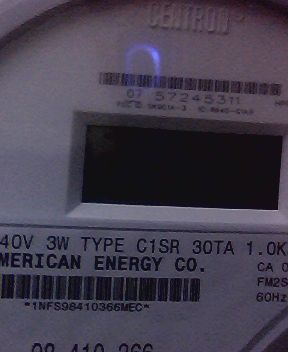 CENTRON
07 57245311
40V 3W TYPE C1SR 30TA 1.0K
MERICAN ENERGY CO.
CA 0
FM2S
60Hz
*1NFS98410366MEC*
98 410 366